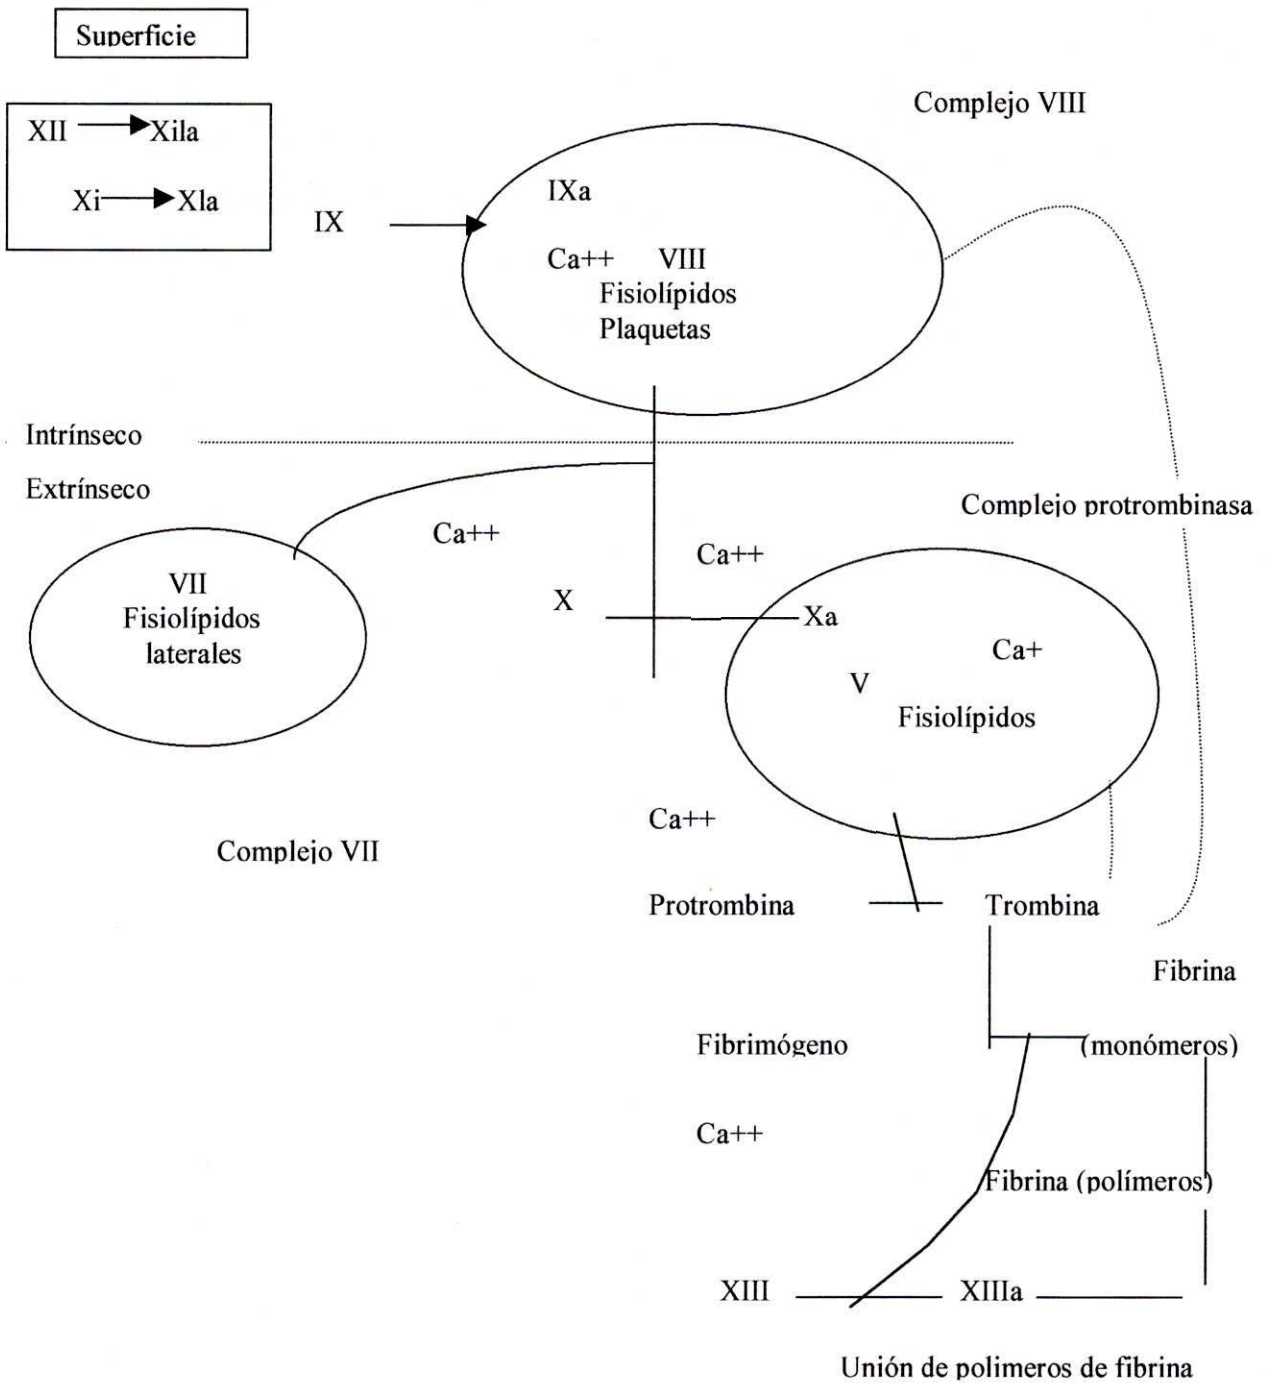 Superficie
Complejo VIII
XII Xila
Xi Xla
IX
IXa
Ca++ VIII
Fisiolípidos
Plaquetas
Intrínseco
Extrínseco
Complejo protrombinasa
Ca++
Ca++
VII
Fisiolípidos
laterales
X
Xa
Ca+
V
Fisiolípidos
Ca++
Complejo VII
Protrombina
Trombina
Fibrina
Fibrimógeno
(monómeros)
Ca++
Fibrina (polímeros)
XIII
XIIIa
Unión de polimeros de fibrina